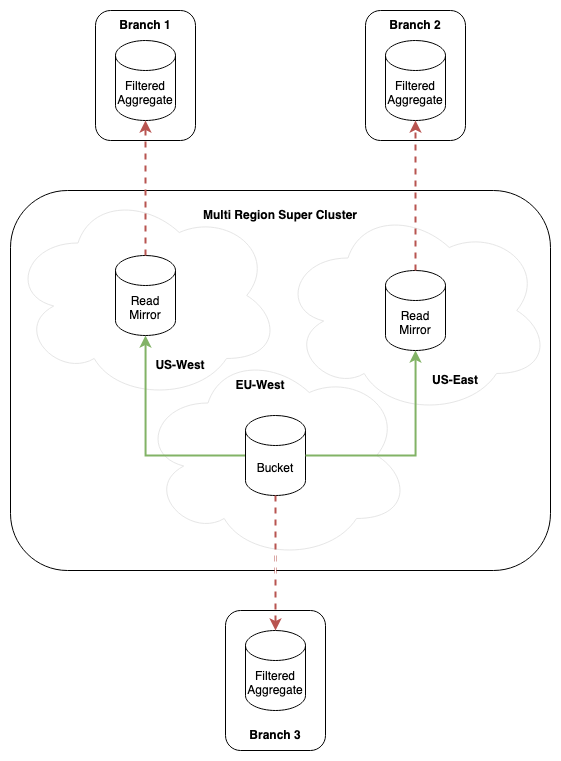 Branch 1
Filtered
Aggregate
Branch 2
Filtered
Aggregate
Multi Region Super Cluster
Read
Mirror
US-West
Read
Mirror
US-East
EU-West
Bucket
Filtered
Aggregate
Branch 3